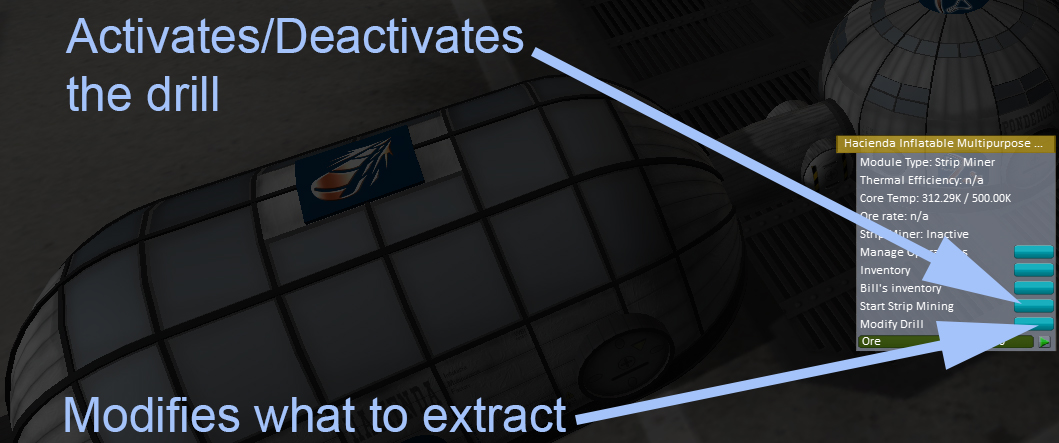 Activates/Deactivates
the drill
Hacienda Inflatable Multipurpose ...
Module Type: Strip Miner
Thermal Efficiency: n/a
Core Temp: 312.29K / 500.00K
Ore rate: n/a
Strip Miner: Inactive
Manage
Inventory
Bill's inventory
Start Strip Mining
Modify Drill
Ore
Modifies what to extract